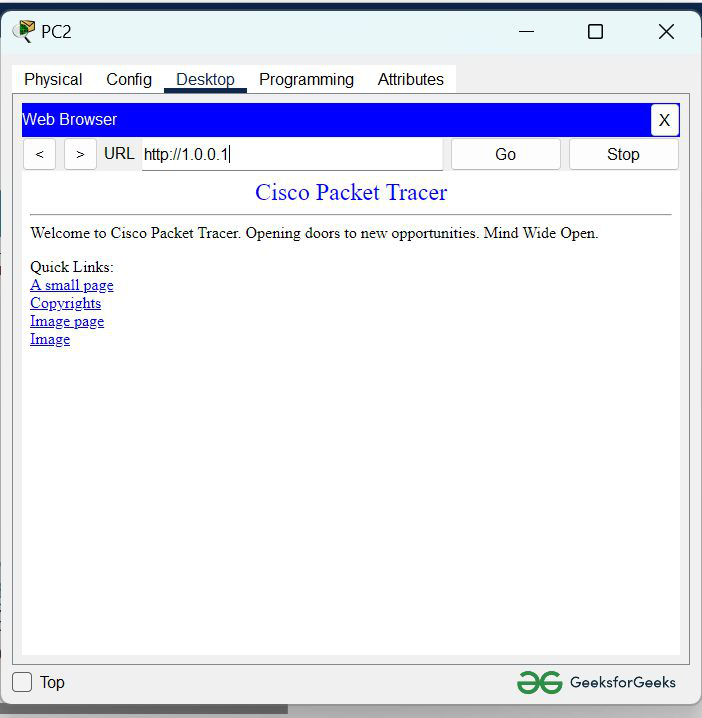 PC2
Physical Config Desktop Programming Attributes
Web Browser X
< > URL http://1.0.0.1 Go Stop
Cisco Packet Tracer
Welcome to Cisco Packet Tracer. Opening doors to new opportunities. Mind Wide Open.
Quick Links:
A small page
Copyrights
Image page
Image
Top GeeksforGeeks